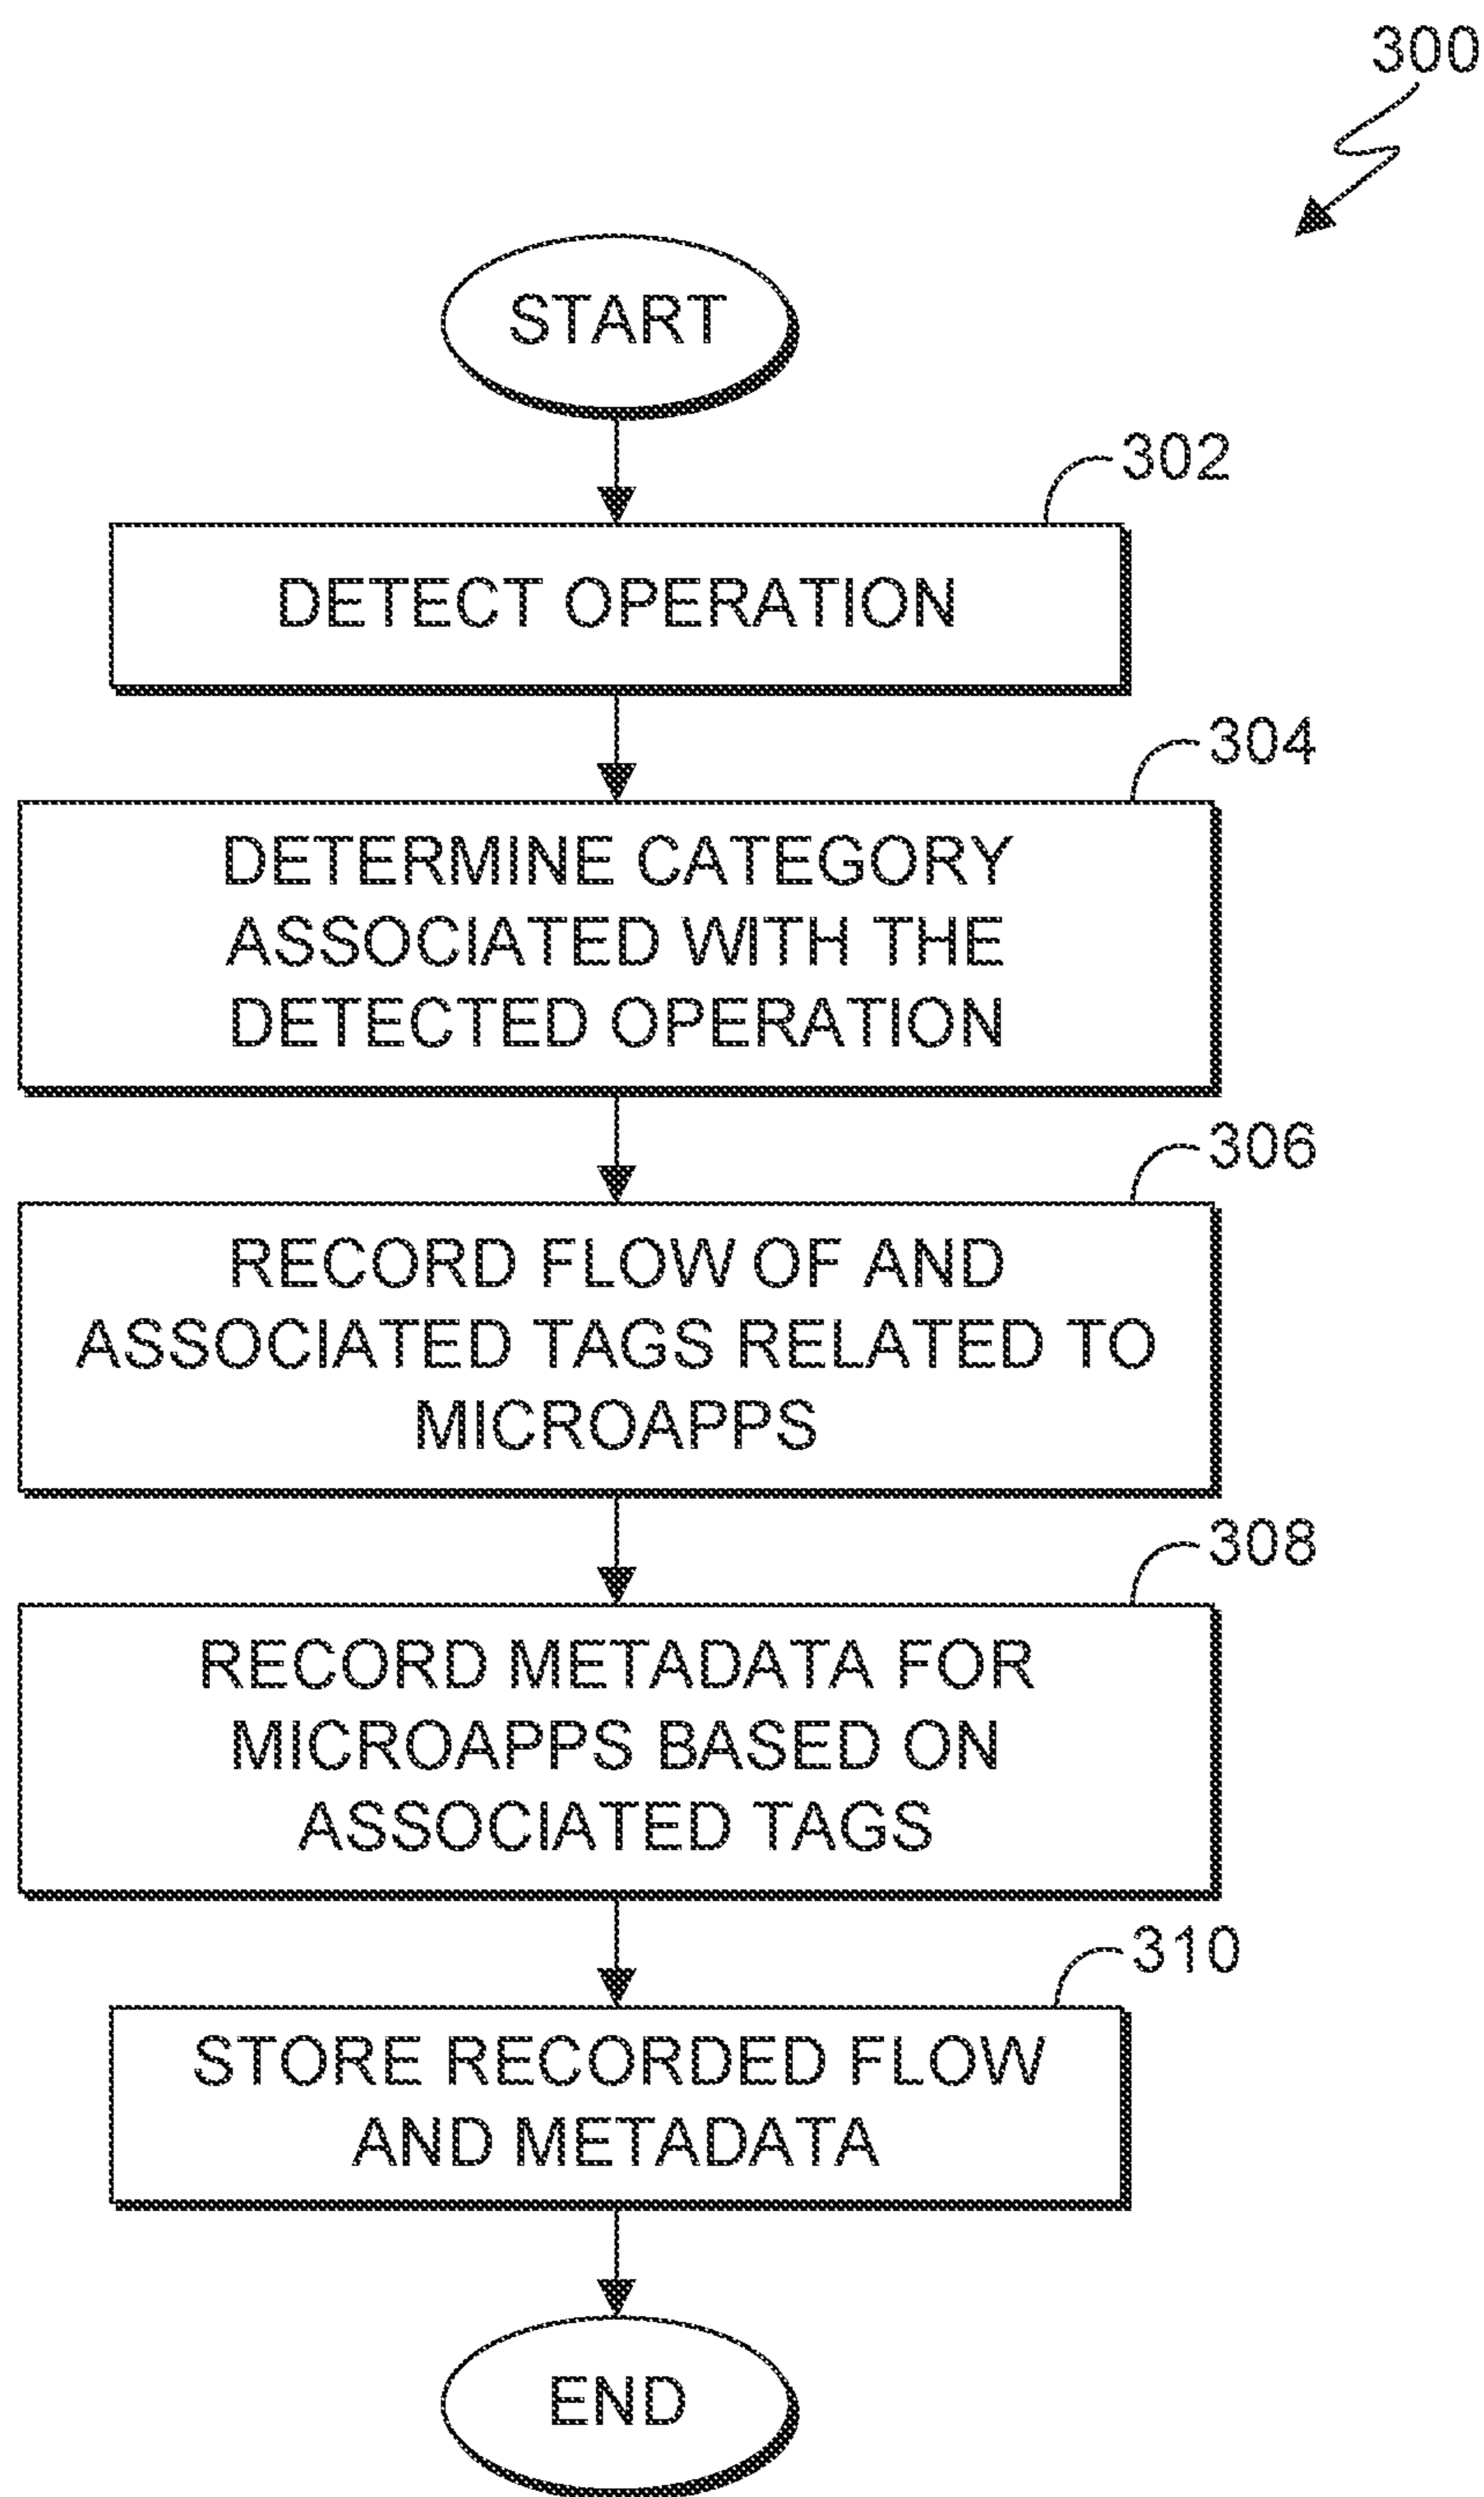 300
START
302
DETECT OPERATION
304
DETERMINE CATEGORY
ASSOCIATED WITH THE
DETECTED OPERATION
306
RECORD FLOW OF AND
ASSOCIATED TAGS RELATED TO
MICROAPPS
308
RECORD METADATA FOR
MICROAPPS BASED ON
ASSOCIATED TAGS
310
STORE RECORDED FLOW
AND METADATA
END